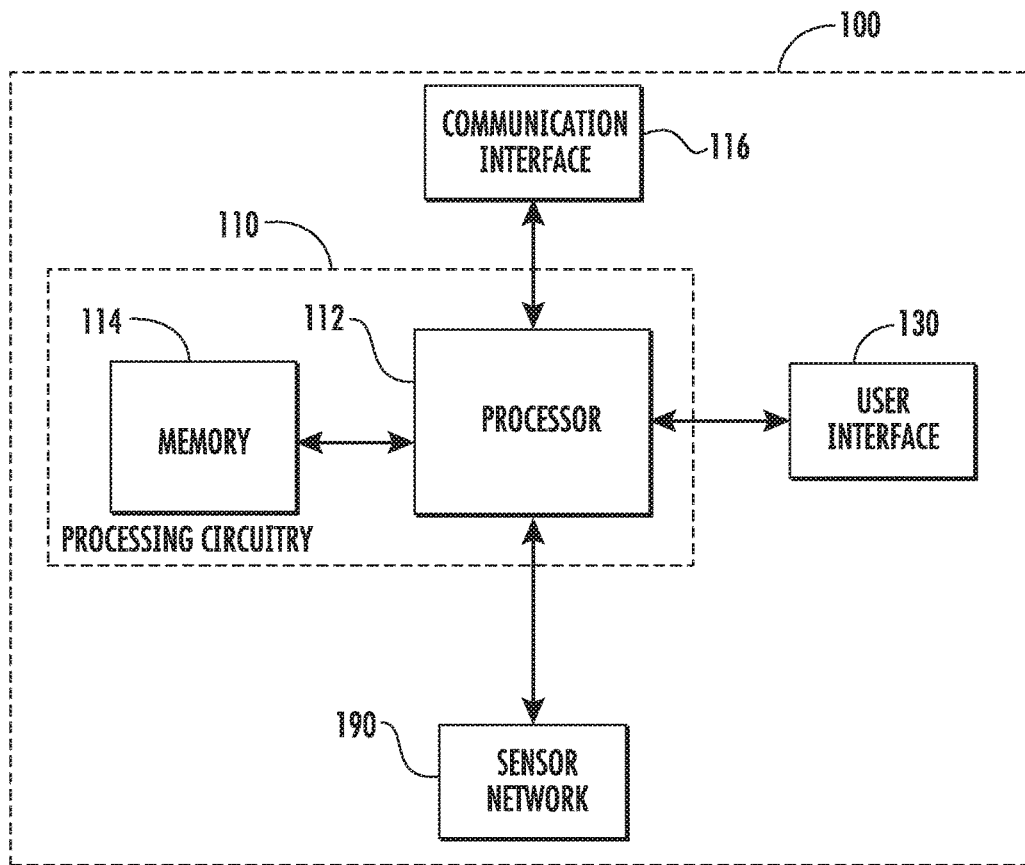 100
COMMUNICATION
INTERFACE
116
110
114
112
130
MEMORY
PROCESSOR
USER
INTERFACE
PROCESSING CIRCUITRY
190
SENSOR
NETWORK